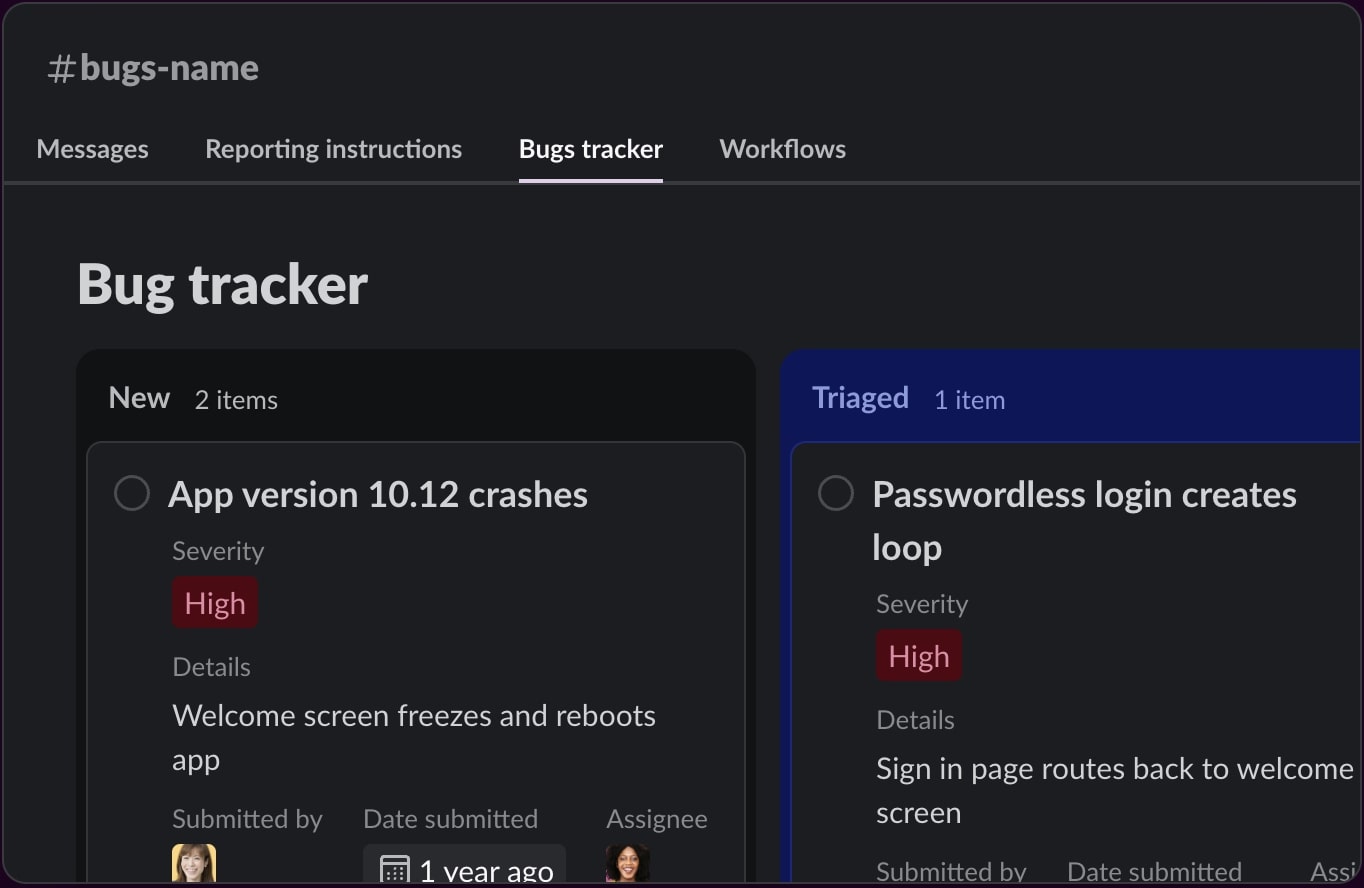 #bugs-name
Messages Reporting instructions Bugs tracker Workflows
Bug tracker
New 2 items
App version 10.12 crashes
Severity
High
Details
Welcome screen freezes and reboots
app
Submitted by Date submitted Assignee
1 year ago
Triaged 1 item
Passwordless login creates
loop
Severity
High
Details
Sign in page routes back to welcome
screen
Submitted by Date submitted Assi